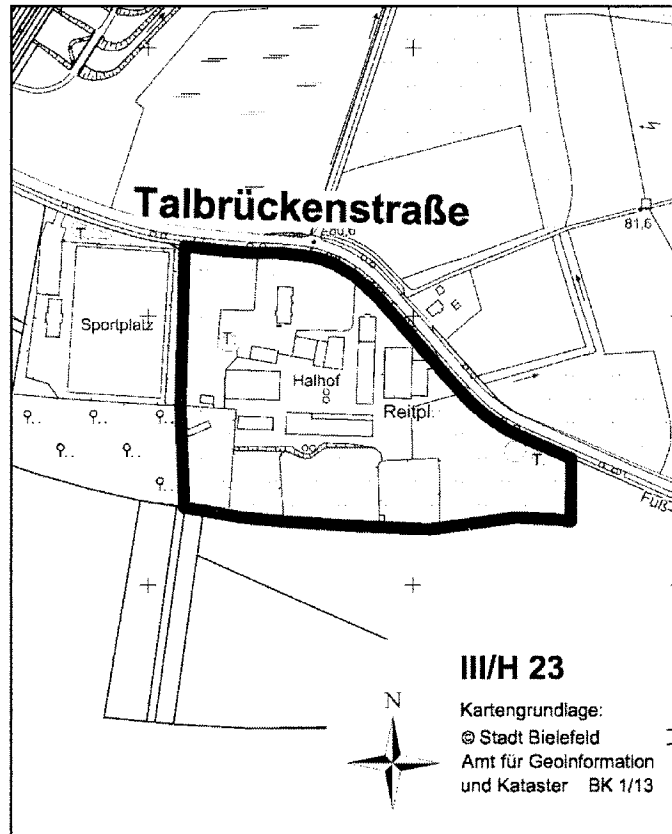 Talbrückenstraße
81,6
Sportplatz
T.
Halhof
Reitpl.
E
T.
III/H 23
N
Kartengrundlage:
© Stadt Bielefeld
Amt für Geoinformation
und Kataster BK 1/13